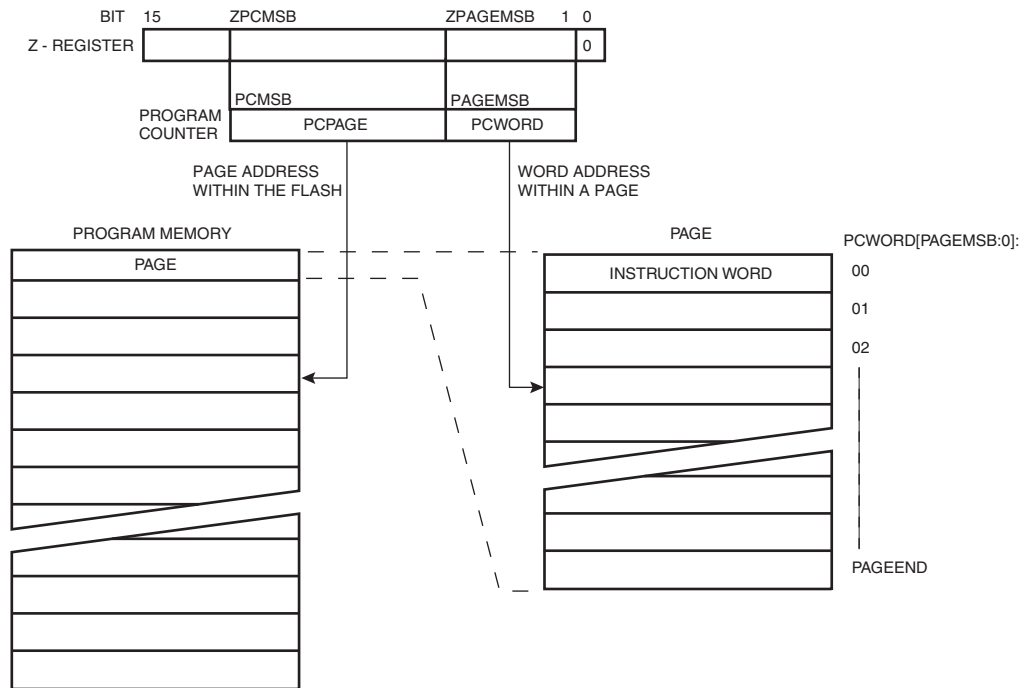 BIT 15 ZPCMSB ZPAGEMSB 1 0
Z - REGISTER 0
PCMSB PAGEMSB
PROGRAM
COUNTER
PCPAGE PCWORD
PAGE ADDRESS
WITHIN THE FLASH
WORD ADDRESS
WITHIN A PAGE
PROGRAM MEMORY
PAGE
PAGE
PCWORD[PAGEMSB:0]:
INSTRUCTION WORD
00
01
02
PAGEEND